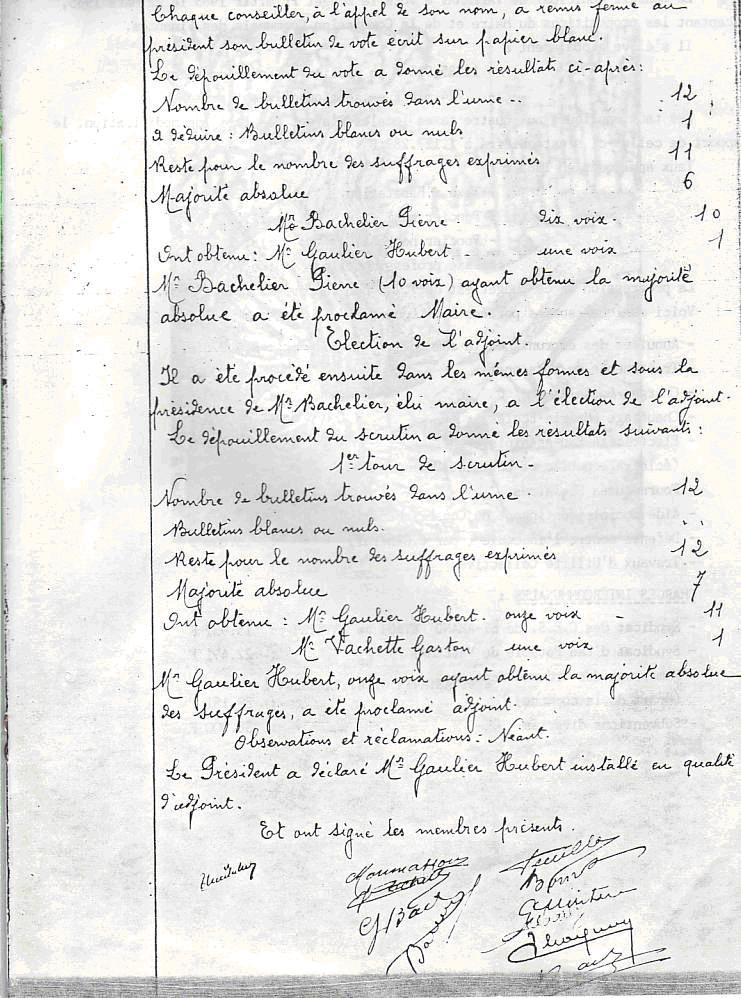 Chaque conseiller, à l'appel de son nom, a remis fermé au
président son bulletin de vote écrit sur papier blanc.
Le dépouillement du vote a donné les résultats ci-après:
Nombre de bulletins trouvés dans l'urne -- 12
A déduire: Bulletins blancs ou nuls 1
Reste pour le nombre des suffrages exprimés 11
Majorité absolue 6
Mr Bachelier Pierre. dix voix. 10
Ont obtenu: Mr Gaulier Hubert - une voix 1
Mr Bachelier Pierre (10 voix) ayant obtenu la majorité
absolue a été proclamé Maire.
Election de l'adjoint.
Il a été procédé ensuite dans les mêmes formes et sous la
présidence de Mr Bachelier, élu maire, a l'élection de l'adjoint.
Le dépouillement du scrutin a donné les résultats suivants:
1er tour de scrutin -
Nombre de bulletins trouvés dans l'urne. 12
Bulletins blancs ou nuls. ..
Reste pour le nombre des suffrages exprimés 12
Majorité absolue 7
Ont obtenu: Mr Gaulier Hubert. onze voix - 11
Mr Vachette Gaston une voix 1
Mr Gaulier Hubert, onze voix ayant obtenu la majorité absolue
des suffrages, a été proclamé adjoint.
Observations et réclamations: Néant.
Le Président a déclaré Mr Gaulier Hubert installé en qualité
d'adjoint.
Et ont signé les membres présents.